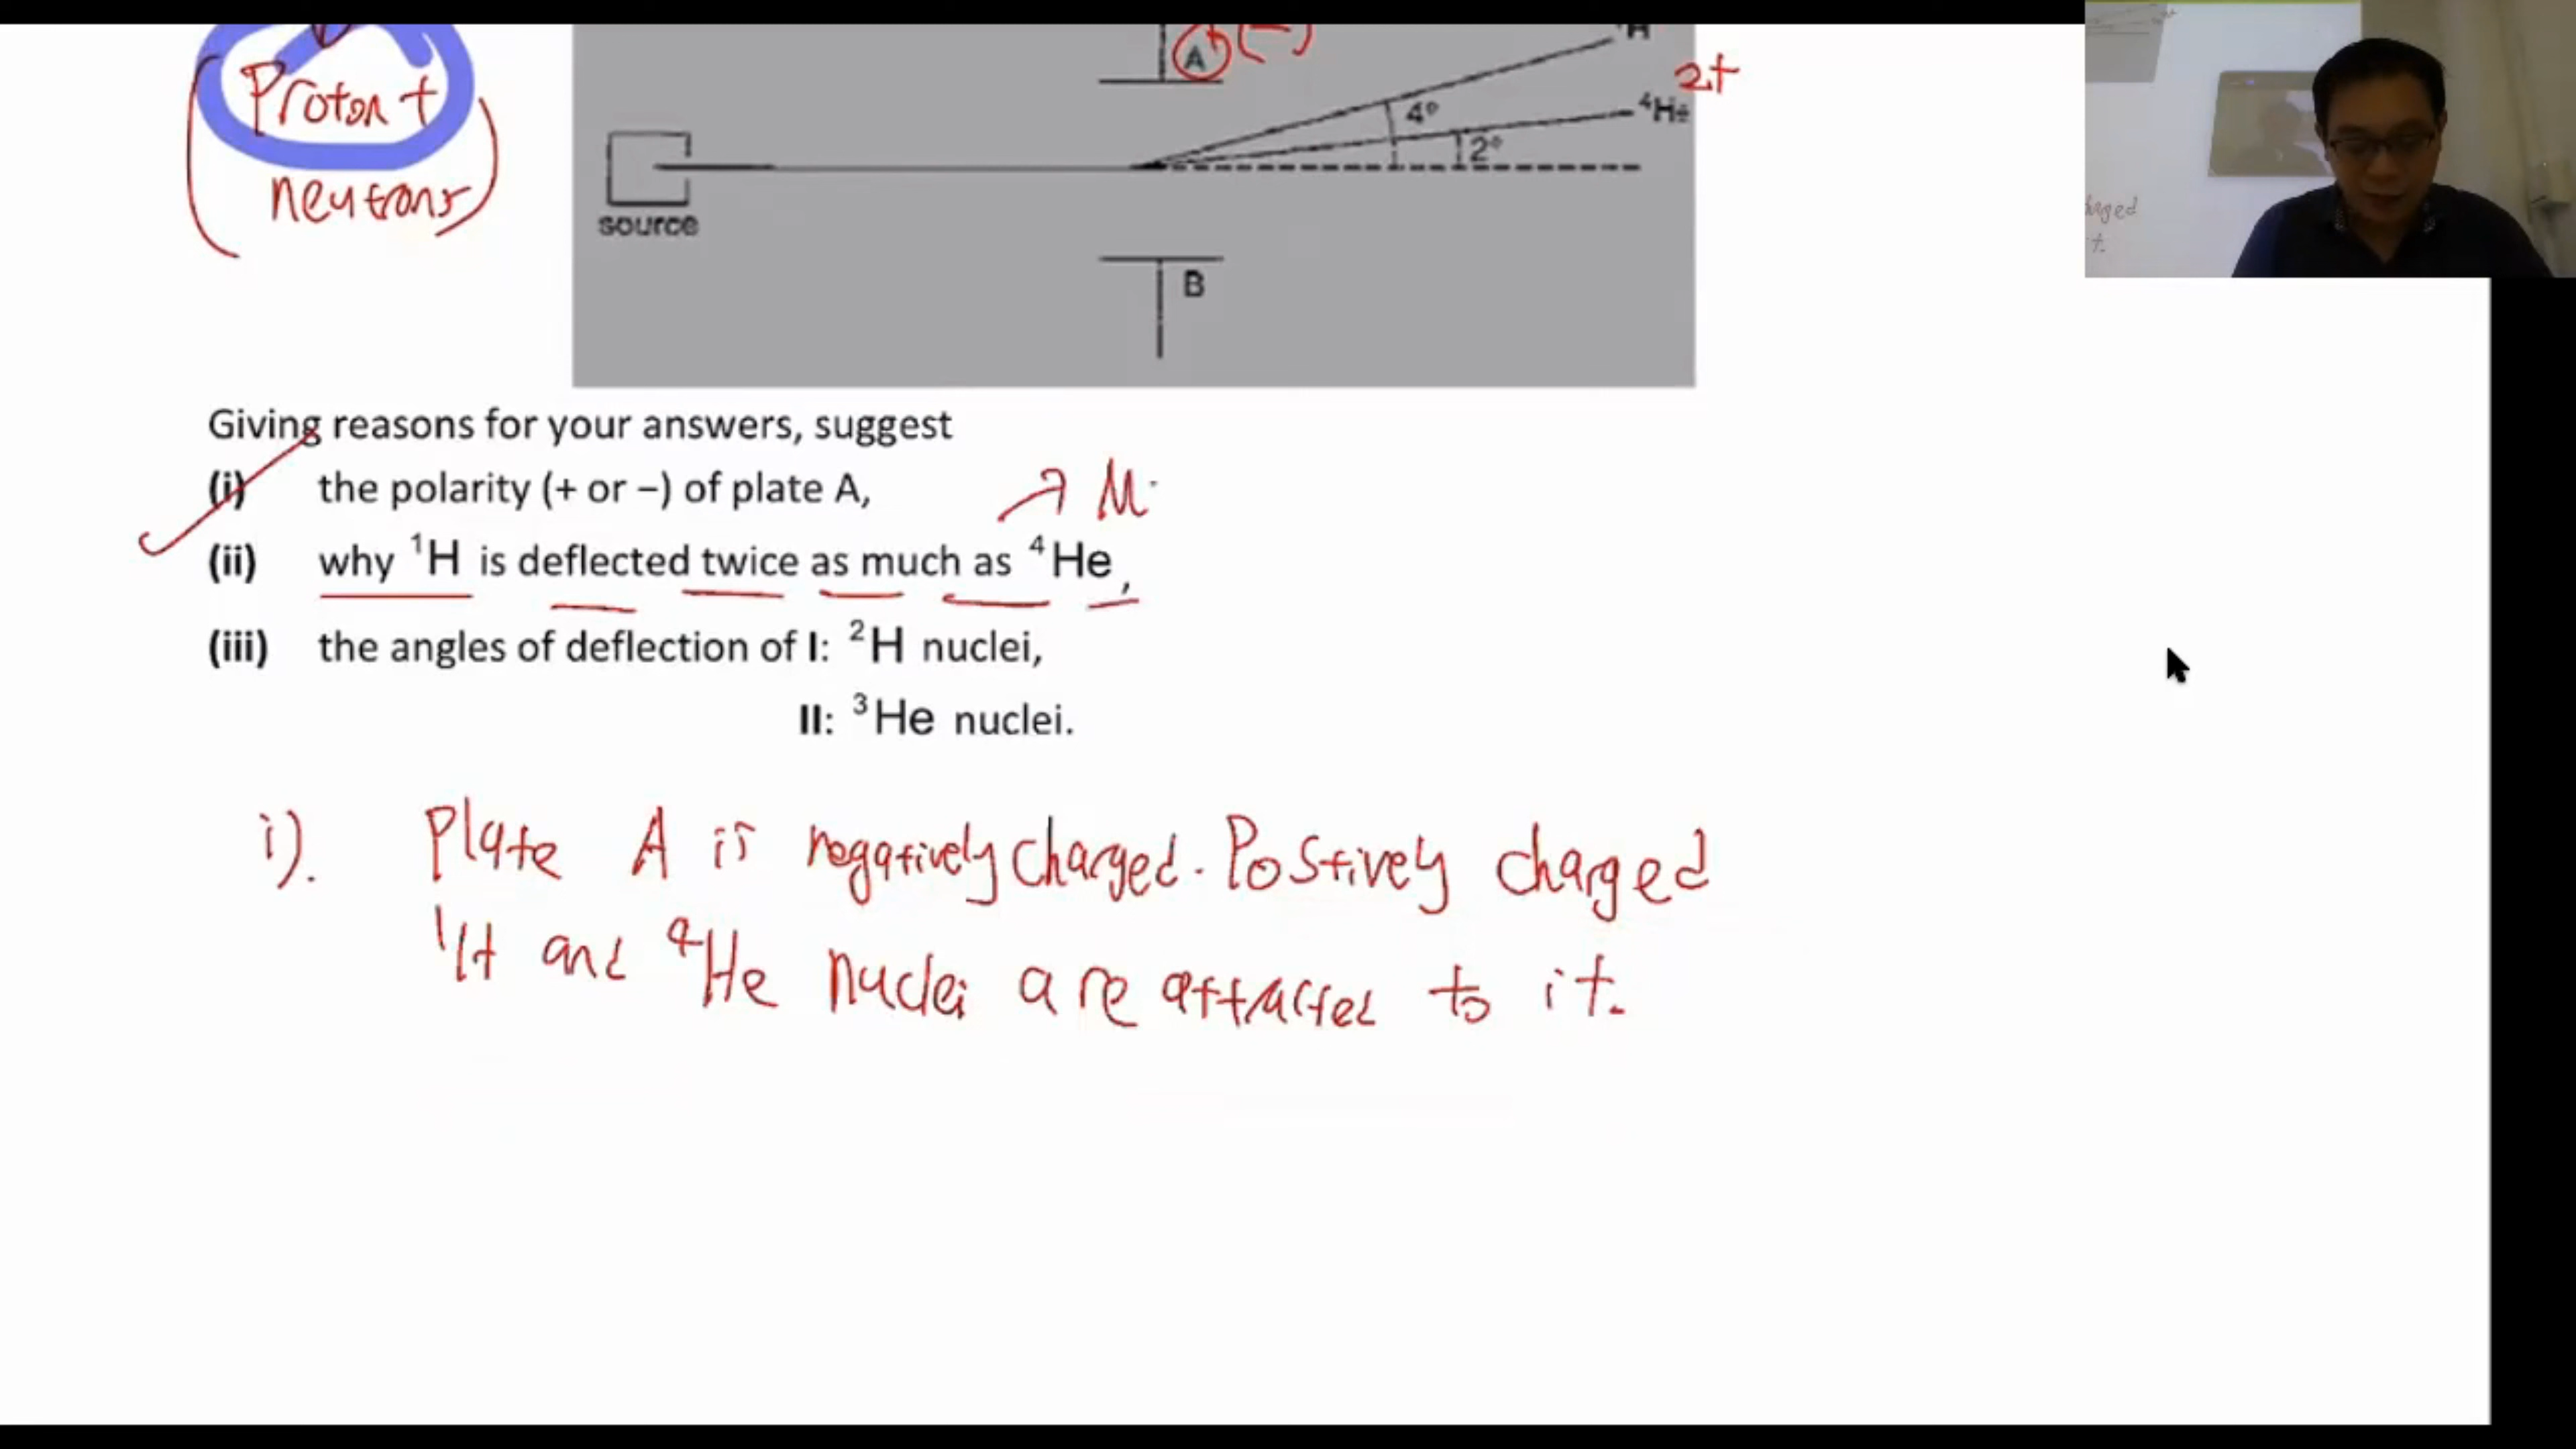 A (−)
H
2+
Proton +
4°
⁴He
2°
neutrons
source
haged
t.
B
Giving reasons for your answers, suggest
(i) the polarity (+ or −) of plate A,
→ M
(ii) why ¹H is deflected twice as much as ⁴He,
(iii) the angles of deflection of I: ²H nuclei,
II: ³He nuclei.
i). Plate A is negatively charged. Postively charged
¹H and ⁴He nuclei are attracted to it.